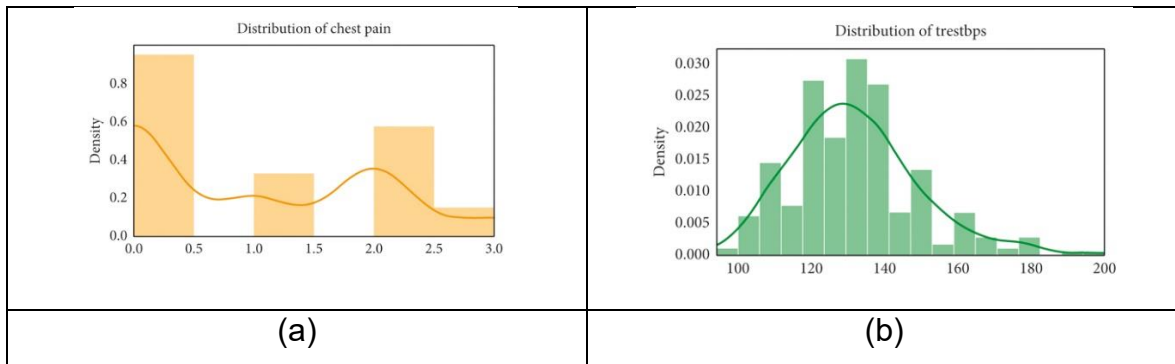 Distribution of chest pain
Density
0.8
0.6
0.4
0.2
0.0
0.0 0.5 1.0 1.5 2.0 2.5 3.0
(a)
Distribution of trestbps
Density
0.030
0.025
0.020
0.015
0.010
0.005
0.000
100 120 140 160 180 200
(b)